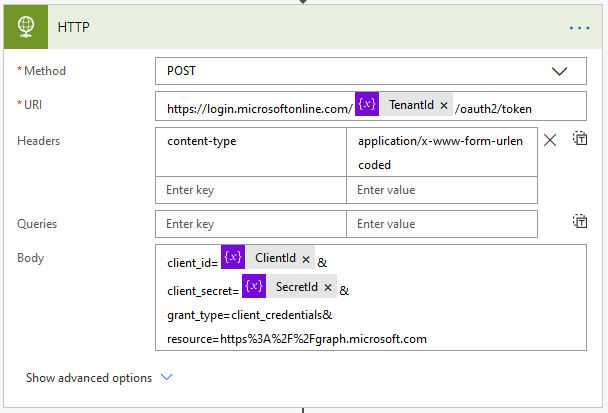 HTTP
...
* Method POST
* URI https://login.microsoftonline.com/ {x} TenantId × /oauth2/token
Headers content-type application/x-www-form-urlen
coded
Enter key Enter value
Queries Enter key Enter value
Body client_id= {x} ClientId × &
client_secret= {x} SecretId × &
grant_type=client_credentials&
resource=https%3A%2F%2Fgraph.microsoft.com
Show advanced options